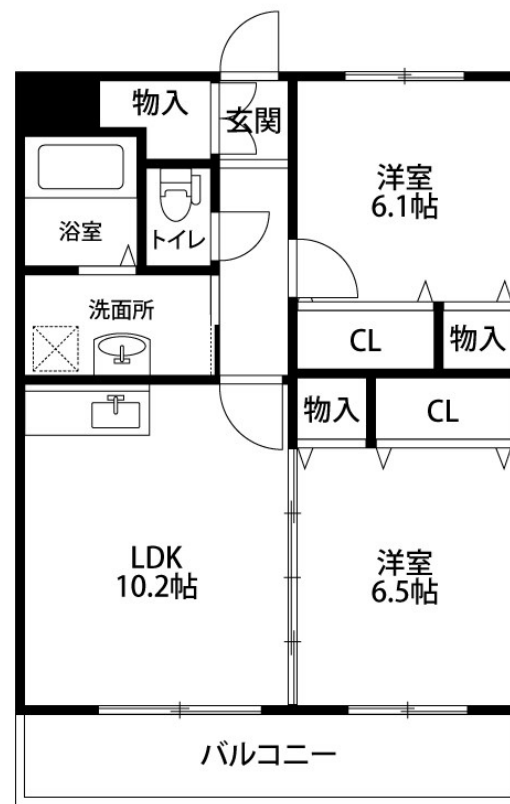 物入
玄関
洋室
6.1帖
浴室
トイレ
洗面所
CL
物入
物入
CL
LDK
10.2帖
洋室
6.5帖
バルコニー